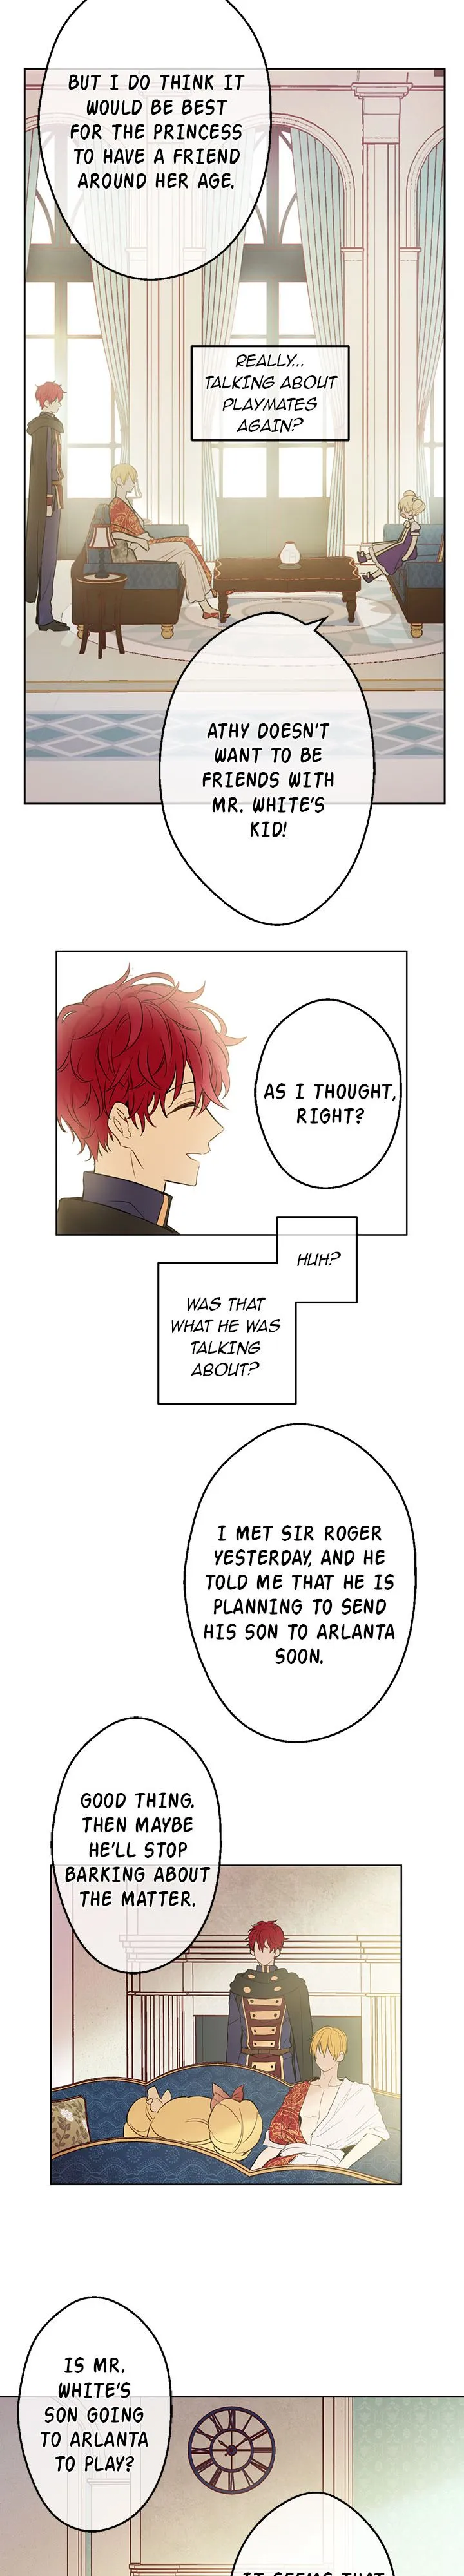 BUT I DO THINK IT
WOULD BE BEST
FOR THE PRINCESS
TO HAVE A FRIEND
AROUND HER AGE.
REALLY...
TALKING ABOUT
PLAYMATES
AGAIN?
ATHY DOESN'T
WANT TO BE
FRIENDS WITH
MR. WHITE'S
KID!
AS I THOUGHT,
RIGHT?
HUH?
WAS THAT
WHAT HE WAS
TALKING
ABOUT?
I MET SIR ROGER
YESTERDAY, AND HE
TOLD ME THAT HE IS
PLANNING TO SEND
HIS SON TO ARLANTA
SOON.
GOOD THING.
THEN MAYBE
HE'LL STOP
BARKING ABOUT
THE MATTER.
IS MR.
WHITE'S
SON GOING
TO ARLANTA
TO PLAY?
IT SEEMS THAT